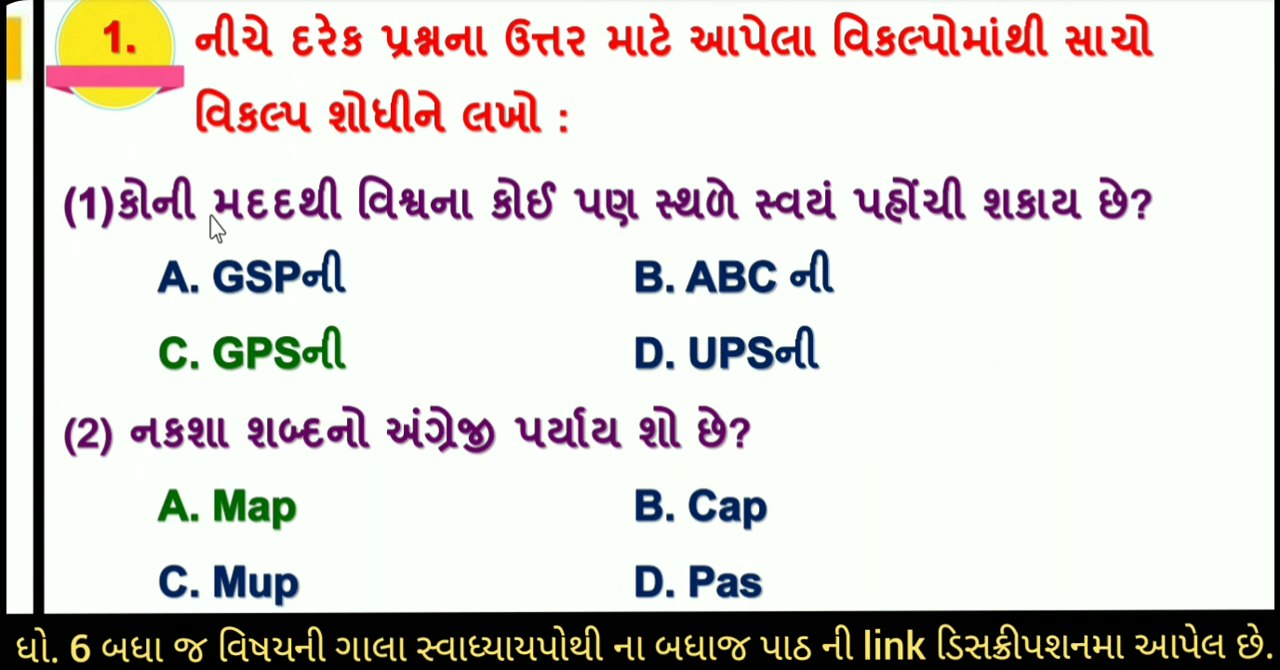 1. નીચે દરેક પ્રશ્નના ઉત્તર માટે આપેલા વિકલ્પોમાંથી સાચો
વિકલ્પ શોધીને લખો :
(1)કોની મદદથી વિશ્વના કોઈ પણ સ્થળે સ્વયં પહોંચી શકાય છે?
A. GSPની B. ABC ની
C. GPSની D. UPSની
(2) નકશા શબ્દનો અંગ્રેજી પર્યાય શો છે?
A. Map B. Cap
C. Mup D. Pas
ધો. 6 બધા જ વિષયની ગાલા સ્વાધ્યાયપોથી ના બધાજ પાઠ ની link ડિસક્રીપશનમા આપેલ છે.